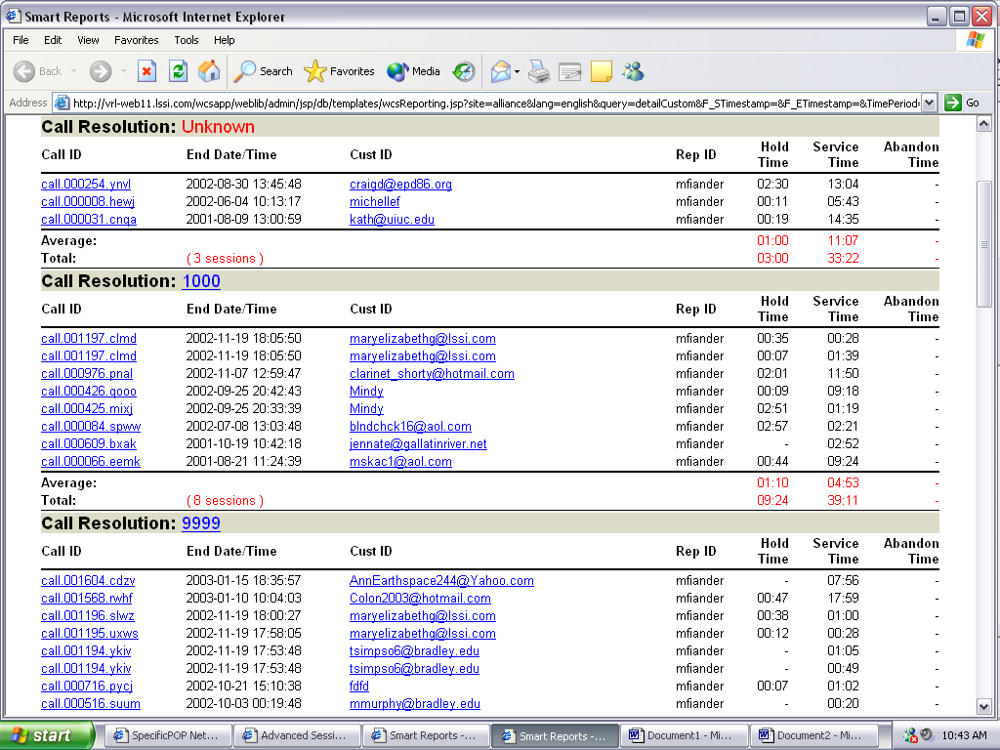 Smart Reports - Microsoft Internet Explorer
File Edit View Favorites Tools Help
Back Search Favorites Media
Address http://vrl-web11.lssi.com/wcsapp/weblib/admin/jsp/db/templates/wcsReporting.jsp?site=alliance&lang=english&query=detailCustom&F_STimestamp=&F_ETimestamp=&TimePeriod= Go
Call Resolution: Unknown
Call ID End Date/Time Cust ID Rep ID Hold Time Service Time Abandon Time
call.000254.ynvl 2002-08-30 13:45:48 craigd@epd86.org mfiander 02:30 13:04 -
call.000008.hewj 2002-06-04 10:13:17 michellef mfiander 00:11 05:43 -
call.000031.cnqa 2001-08-09 13:00:59 kath@uiuc.edu mfiander 00:19 14:35 -
Average: 01:00 11:07 -
Total: ( 3 sessions ) 03:00 33:22 -
Call Resolution: 1000
Call ID End Date/Time Cust ID Rep ID Hold Time Service Time Abandon Time
call.001197.clmd 2002-11-19 18:05:50 maryelizabethg@lssi.com mfiander 00:35 00:28 -
call.001197.clmd 2002-11-19 18:05:50 maryelizabethg@lssi.com mfiander 00:07 01:39 -
call.000976.pnal 2002-11-07 12:59:47 clarinet_shorty@hotmail.com mfiander 02:01 11:50 -
call.000426.qooo 2002-09-25 20:42:43 Mindy mfiander 00:09 09:18 -
call.000425.mixj 2002-09-25 20:33:39 Mindy mfiander 02:51 01:19 -
call.000084.spww 2002-07-08 13:03:48 blndchck16@aol.com mfiander 02:57 02:21 -
call.000609.bxak 2001-10-19 10:42:18 jennate@gallatinriver.net mfiander - 02:52 -
call.000066.eemk 2001-08-21 11:24:39 mskac1@aol.com mfiander 00:44 09:24 -
Average: 01:10 04:53 -
Total: ( 8 sessions ) 09:24 39:11 -
Call Resolution: 9999
Call ID End Date/Time Cust ID Rep ID Hold Time Service Time Abandon Time
call.001604.cdzv 2003-01-15 18:35:57 AnnEarthspace244@Yahoo.com mfiander - 07:56 -
call.001568.rwhf 2003-01-10 10:04:03 Colon2003@hotmail.com mfiander 00:47 17:59 -
call.001196.slwz 2002-11-19 18:00:27 maryelizabethg@lssi.com mfiander 00:38 01:00 -
call.001195.uxws 2002-11-19 17:58:05 maryelizabethg@lssi.com mfiander 00:12 00:28 -
call.001194.ykiv 2002-11-19 17:53:48 tsimpso6@bradley.edu mfiander - 01:05 -
call.001194.ykiv 2002-11-19 17:53:48 tsimpso6@bradley.edu mfiander - 00:49 -
call.000716.pycj 2002-10-21 15:10:38 fdfd mfiander 00:07 01:02 -
call.000516.suum 2002-10-03 00:19:48 mmurphy@bradley.edu mfiander - 00:20 -
start SpecificPOP Net... Advanced Sessi... Smart Reports -... Smart Reports -... Document1 - Mi... Document2 - Mi... 10:43 AM